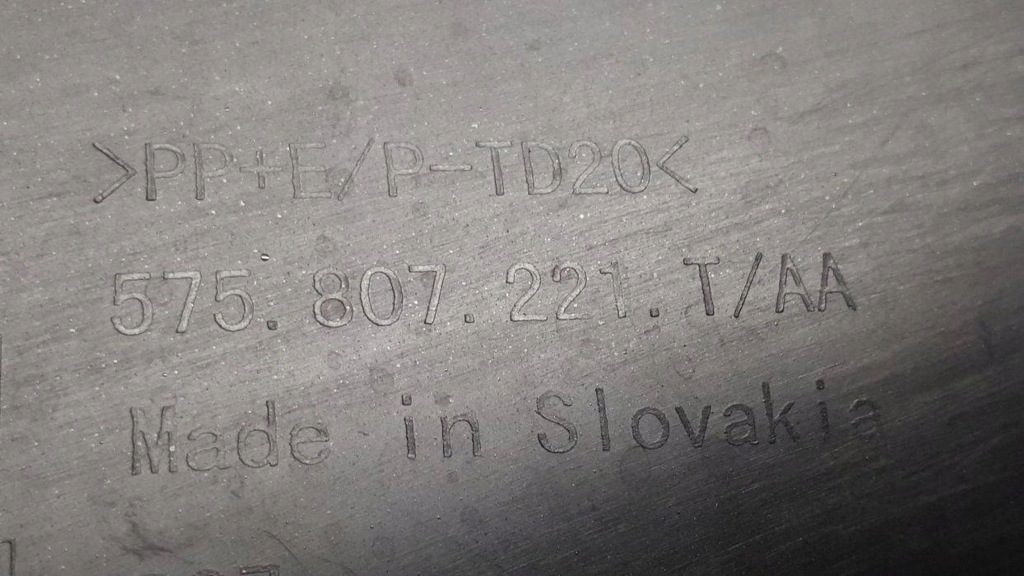 >PP+E/P-TD20<
575.807.221.T/AA
Made in Slovakia